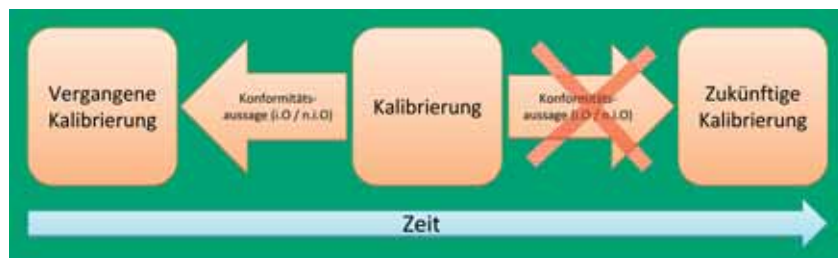 Vergangene
Kalibrierung
Konformitäts-
aussage (i.O / n.I.O)
Kalibrierung
Konformitäts-
aussage (i.O / n.I.O)
Zukünftige
Kalibrierung
Zeit